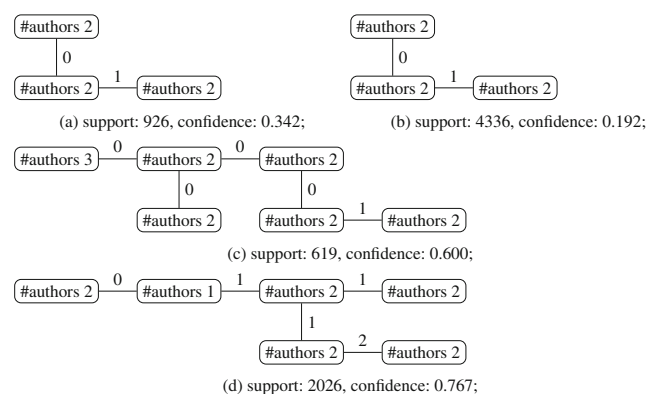 #authors 2 #authors 2
0 0
#authors 2 1 #authors 2 #authors 2 1 #authors 2
(a) support: 926, confidence: 0.342; (b) support: 4336, confidence: 0.192;
#authors 3 0 #authors 2 0 #authors 2
0 0
#authors 2 #authors 2 1 #authors 2
(c) support: 619, confidence: 0.600;
#authors 2 0 #authors 1 1 #authors 2 1 #authors 2
1
#authors 2 2 #authors 2
(d) support: 2026, confidence: 0.767;